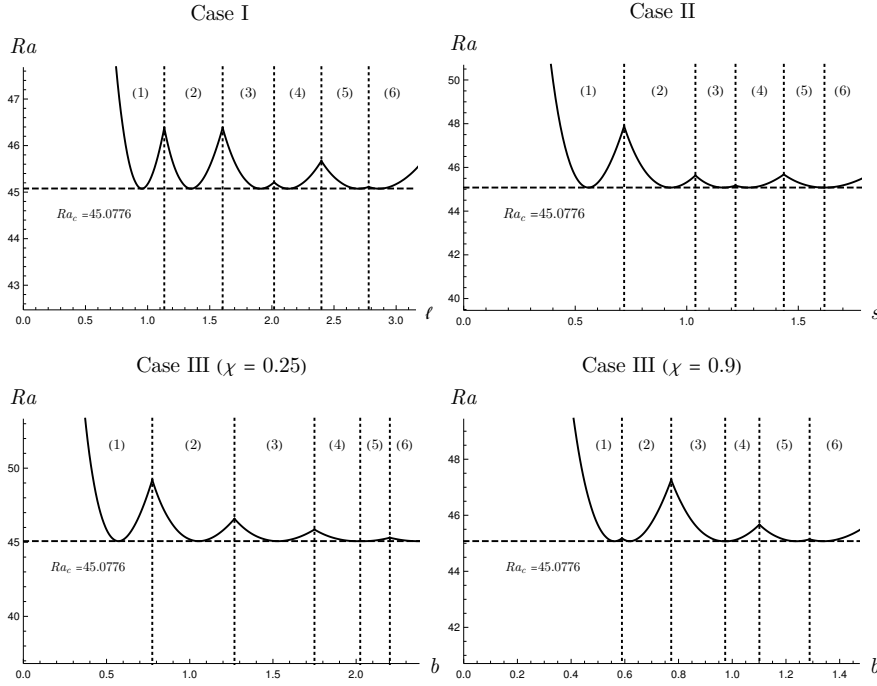 Case I
Ra
47
46
45
44
43
(1) (2) (3) (4) (5) (6)
Ra_c =45.0776
0.0 0.5 1.0 1.5 2.0 2.5 3.0
ℓ
Case II
Ra
50
48
46
44
42
40
(1) (2) (3) (4) (5) (6)
Ra_c =45.0776
0.0 0.5 1.0 1.5
s
Case III (χ = 0.25)
Ra
50
45
40
(1) (2) (3) (4) (5) (6)
Ra_c =45.0776
0.0 0.5 1.0 1.5 2.0
b
Case III (χ = 0.9)
Ra
48
46
44
42
(1) (2) (3) (4) (5) (6)
Ra_c =45.0776
0.0 0.2 0.4 0.6 0.8 1.0 1.2 1.4
b